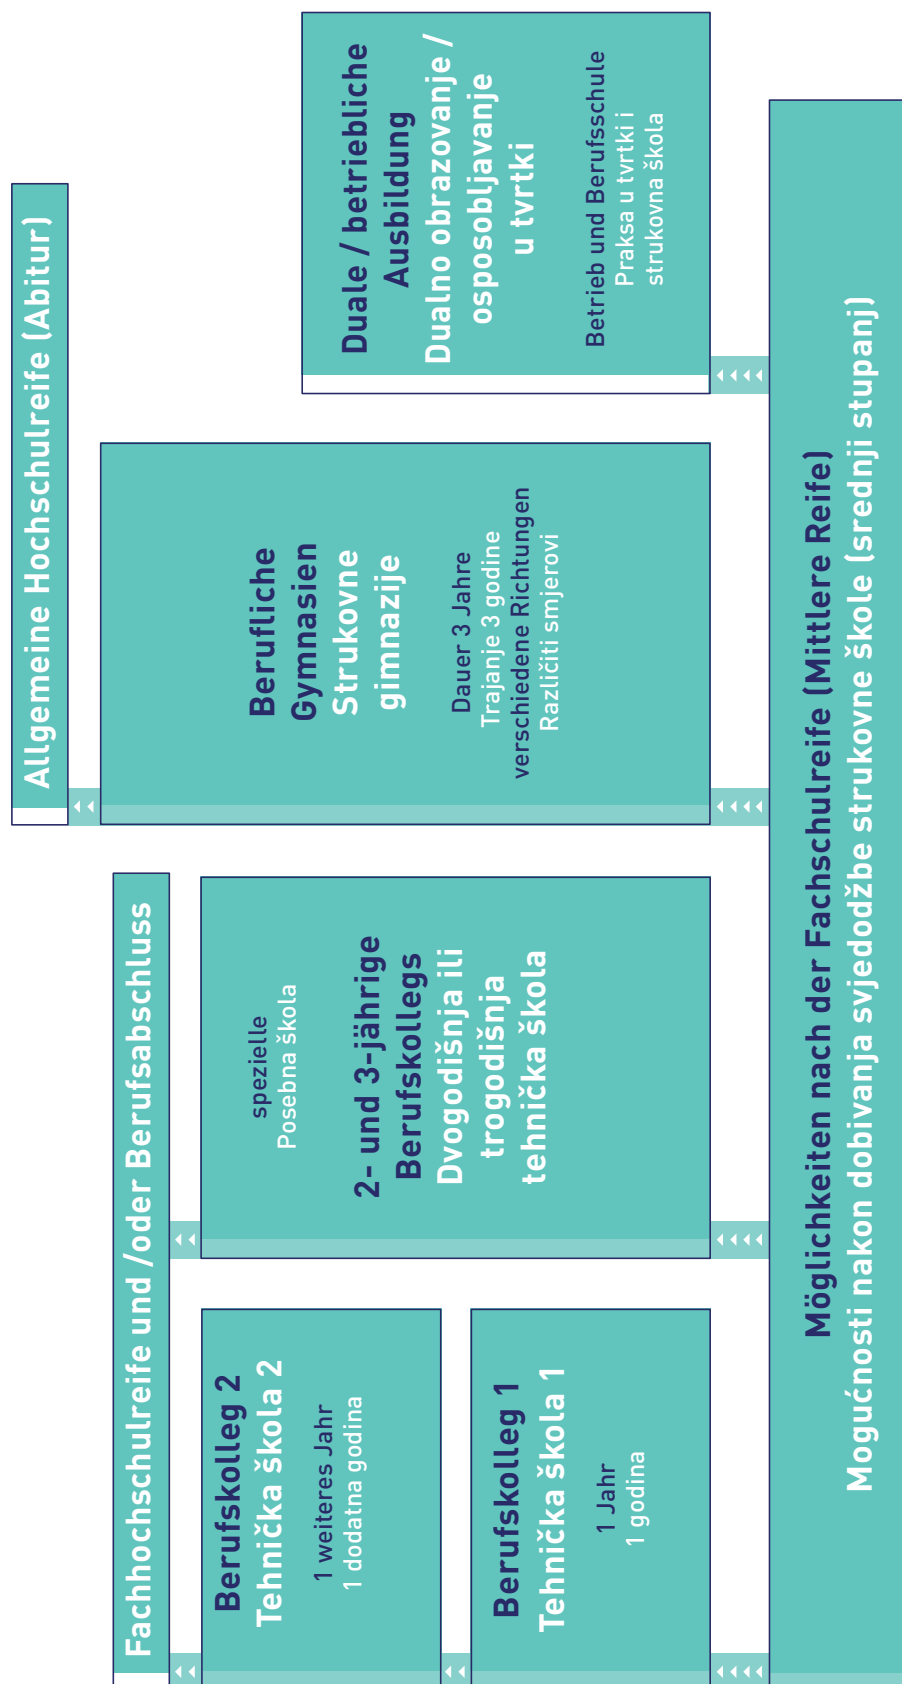 Allgemeine Hochschulreife (Abitur)
Fachhochschulreife und /oder Berufsabschluss
Berufskolleg 2
Tehnička škola 2
1 weiteres Jahr
1 dodatna godina
Berufskolleg 1
Tehnička škola 1
1 Jahr
1 godina
spezielle
Posebna škola
2- und 3-jährige
Berufskollegs
Dvogodišnja ili
trogodišnja
tehnička škola
Berufliche
Gymnasien
Strukovne
gimnazije
Dauer 3 Jahre
Trajanje 3 godine
verschiedene Richtungen
Različiti smjerovi
Duale / betriebliche
Ausbildung
Dualno obrazovanje /
osposobljavanje
u tvrtki
Betrieb und Berufsschule
Praksa u tvrtki i
strukovna škola
Möglichkeiten nach der Fachschulreife (Mittlere Reife)
Mogućnosti nakon dobivanja svjedodžbe strukovne škole (srednji stupanj)